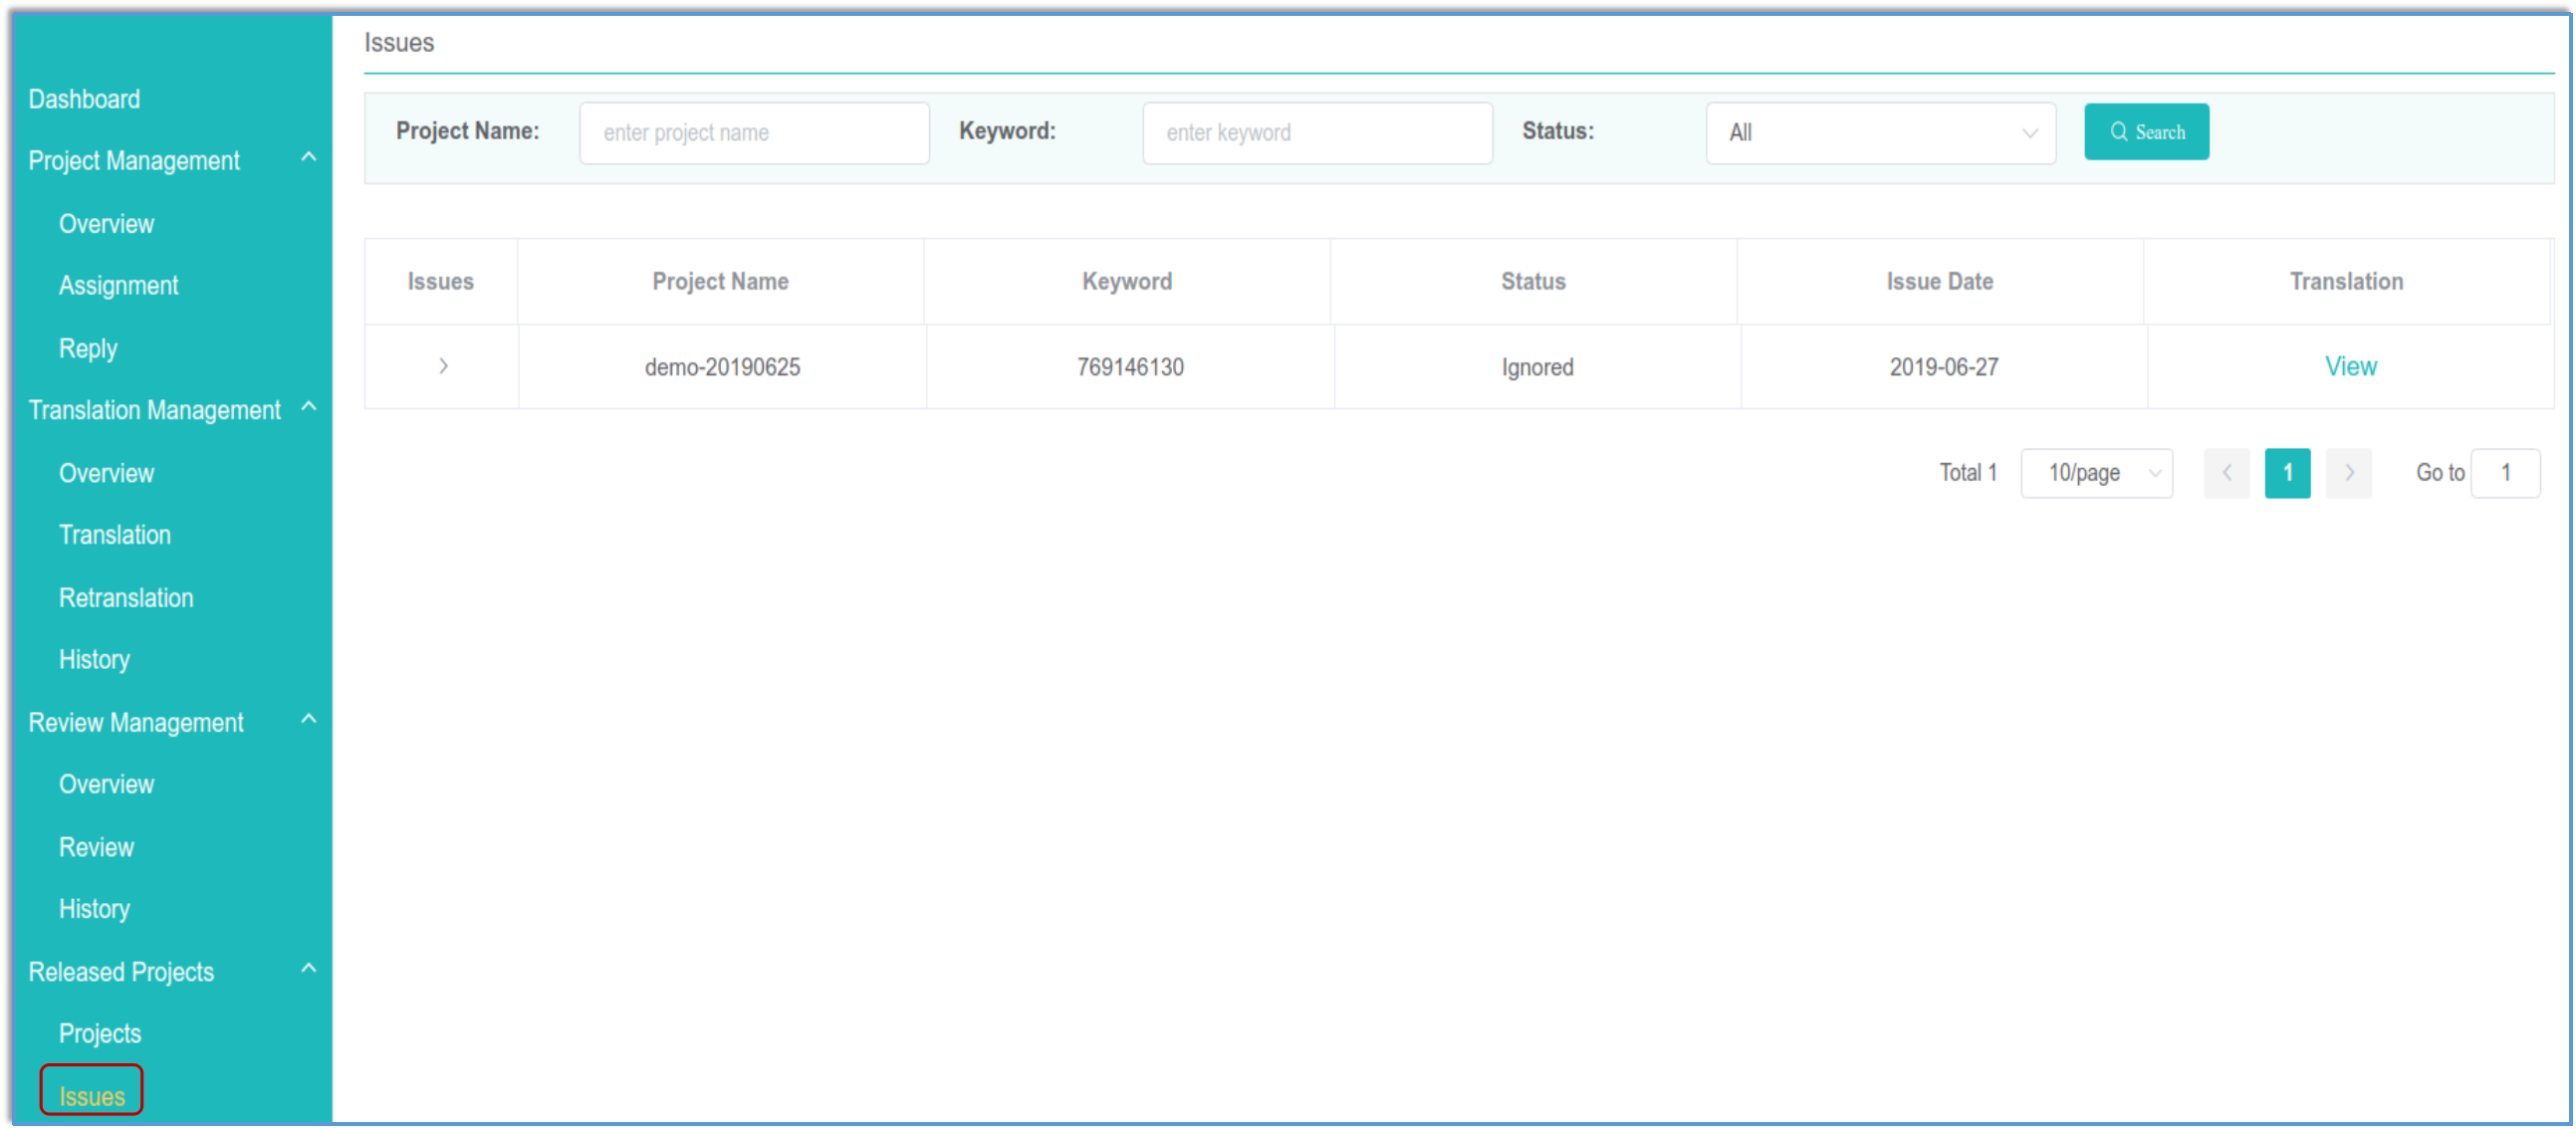 Dashboard
Project Management
Overview
Assignment
Reply
Translation Management
Overview
Translation
Retranslation
History
Review Management
Overview
Review
History
Released Projects
Projects
Issues
Issues
Project Name: enter project name Keyword: enter keyword Status: All Search
Issues Project Name Keyword Status Issue Date Translation
demo-20190625 769146130 Ignored 2019-06-27 View
Total 1 10/page 1 Go to 1